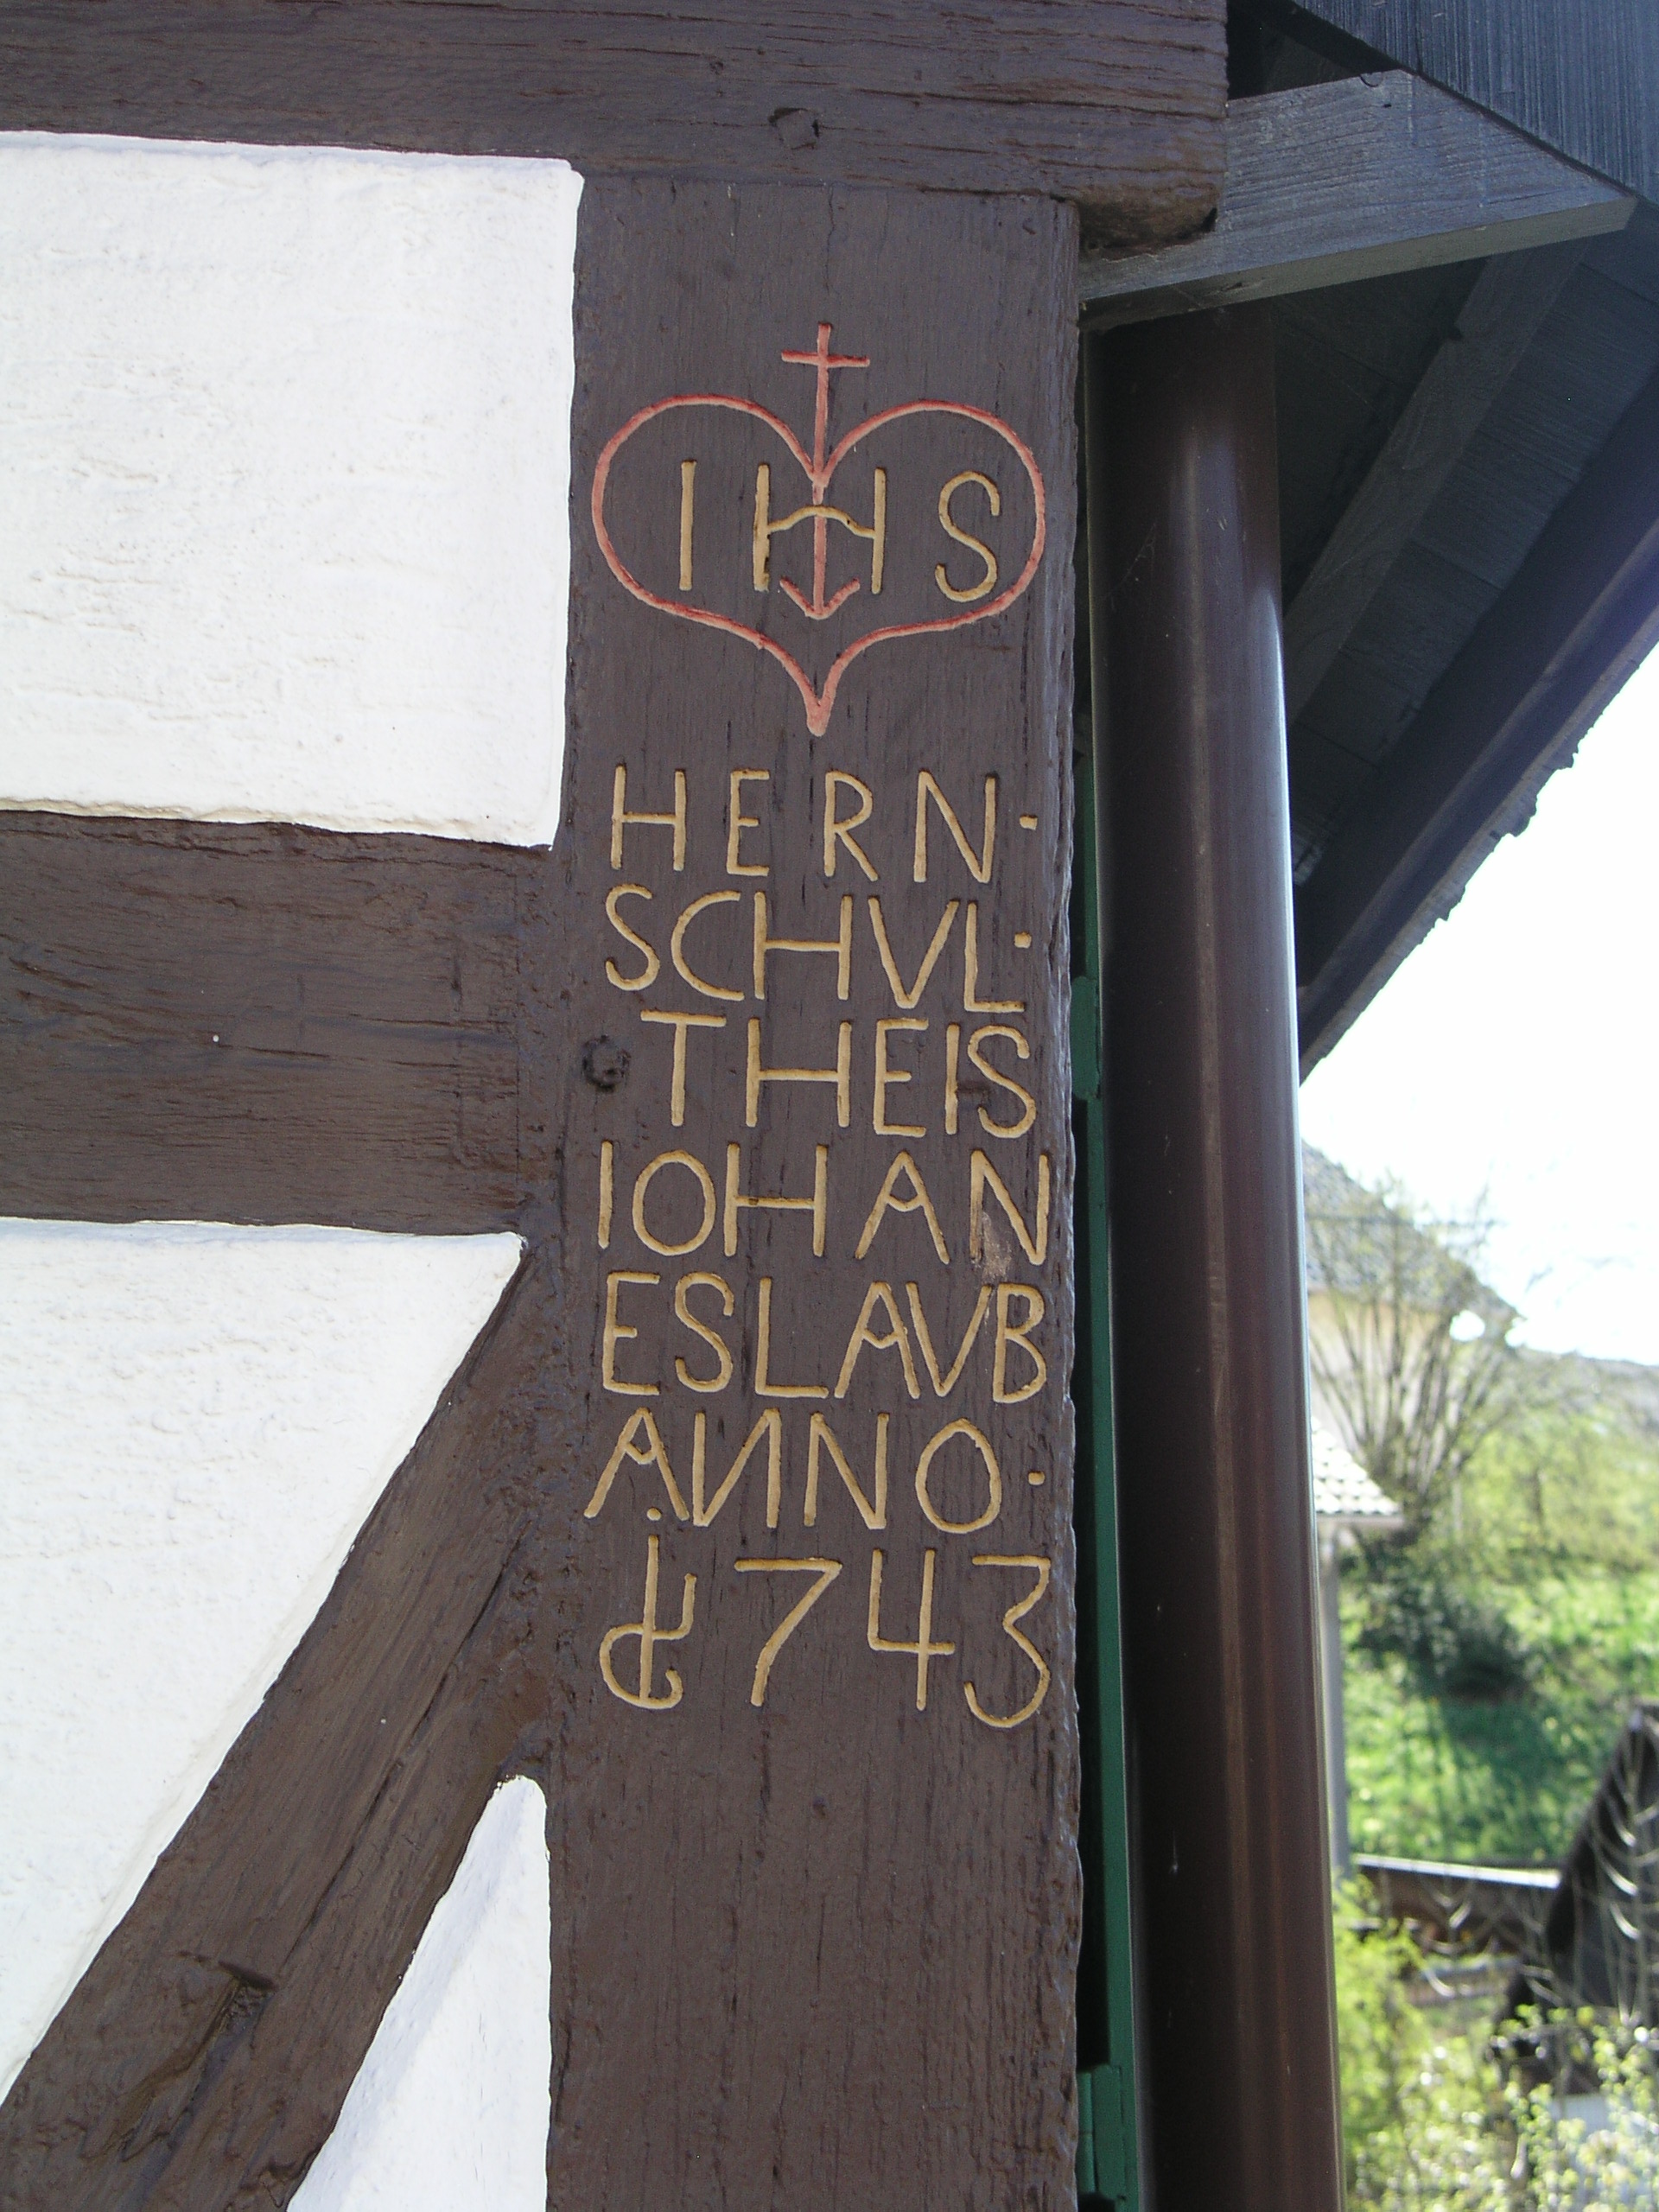 IHS
HERN·
SCHVL·
THEIS
IOHAN
ESLAVB
ANNO·
1743